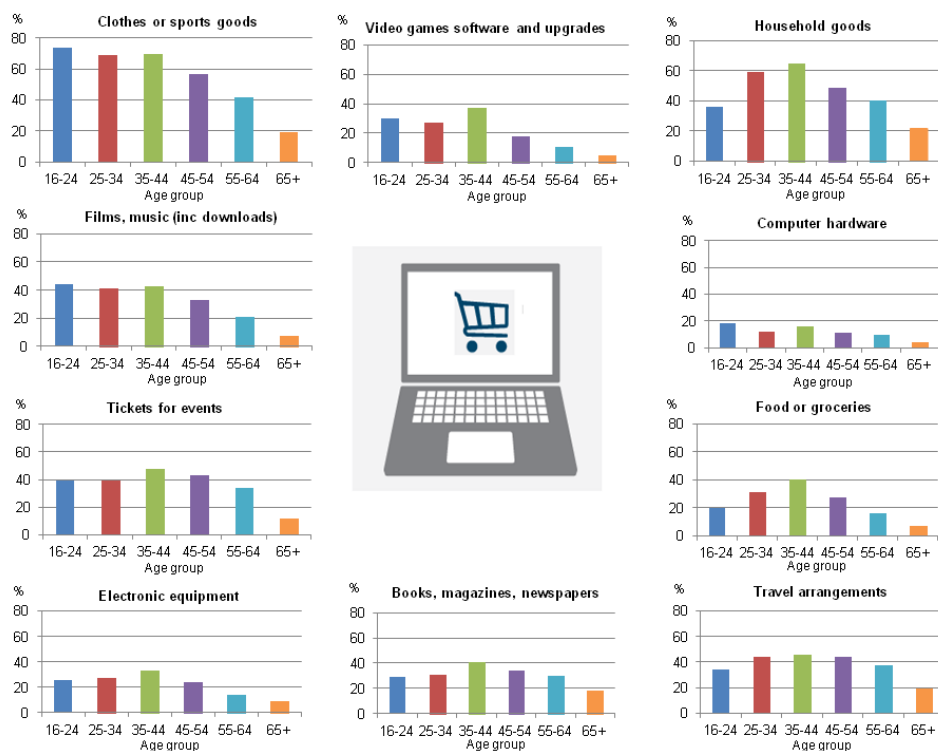 %
Clothes or sports goods
80
60
40
20
0
16-24 25-34 35-44 45-54 55-64 65+
Age group
%
Video games software and upgrades
80
60
40
20
0
16-24 25-34 35-44 45-54 55-64 65+
Age group
%
Household goods
80
60
40
20
0
16-24 25-34 35-44 45-54 55-64 65+
Age group
%
Films, music (inc downloads)
80
60
40
20
0
16-24 25-34 35-44 45-54 55-64 65+
Age group
%
Computer hardware
80
60
40
20
0
16-24 25-34 35-44 45-54 55-64 65+
Age group
%
Tickets for events
80
60
40
20
0
16-24 25-34 35-44 45-54 55-64 65+
Age group
%
Food or groceries
80
60
40
20
0
16-24 25-34 35-44 45-54 55-64 65+
Age group
%
Electronic equipment
80
60
40
20
0
16-24 25-34 35-44 45-54 55-64 65+
Age group
%
Books, magazines, newspapers
80
60
40
20
0
16-24 25-34 35-44 45-54 55-64 65+
Age group
%
Travel arrangements
80
60
40
20
0
16-24 25-34 35-44 45-54 55-64 65+
Age group